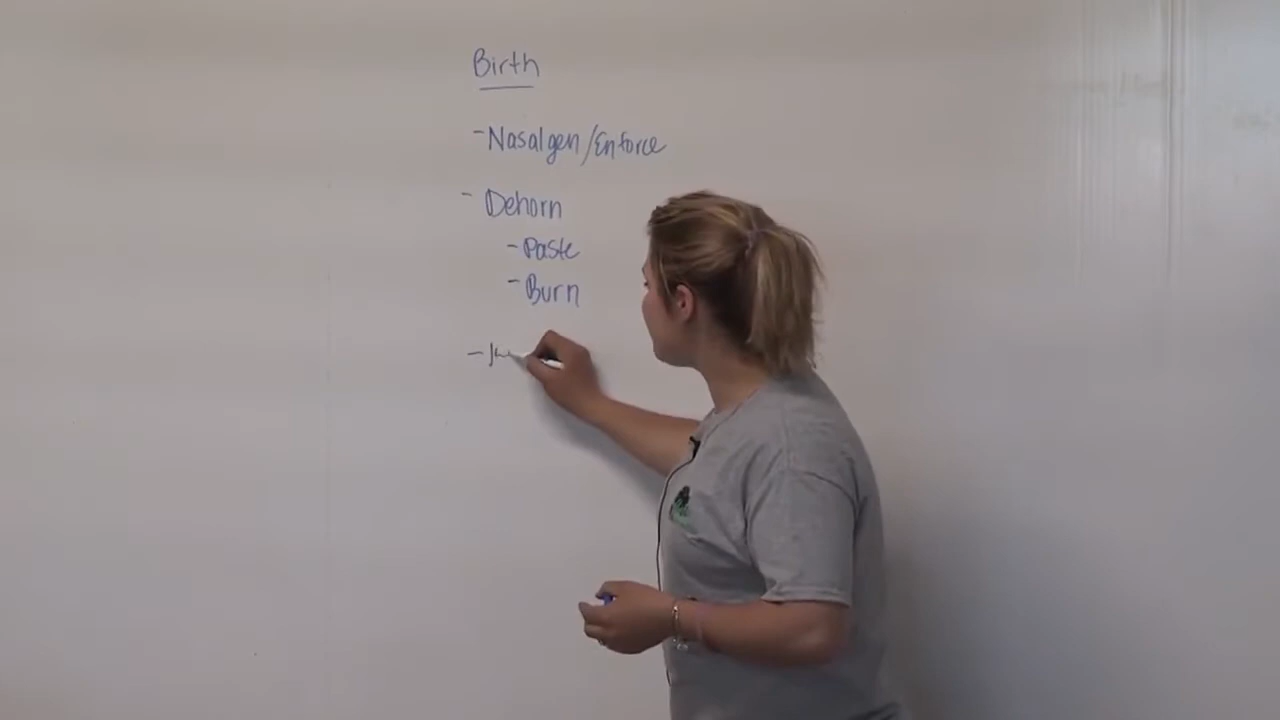 Birth
-Nasalgen/Enforce
- Dehorn
-Paste
-Burn